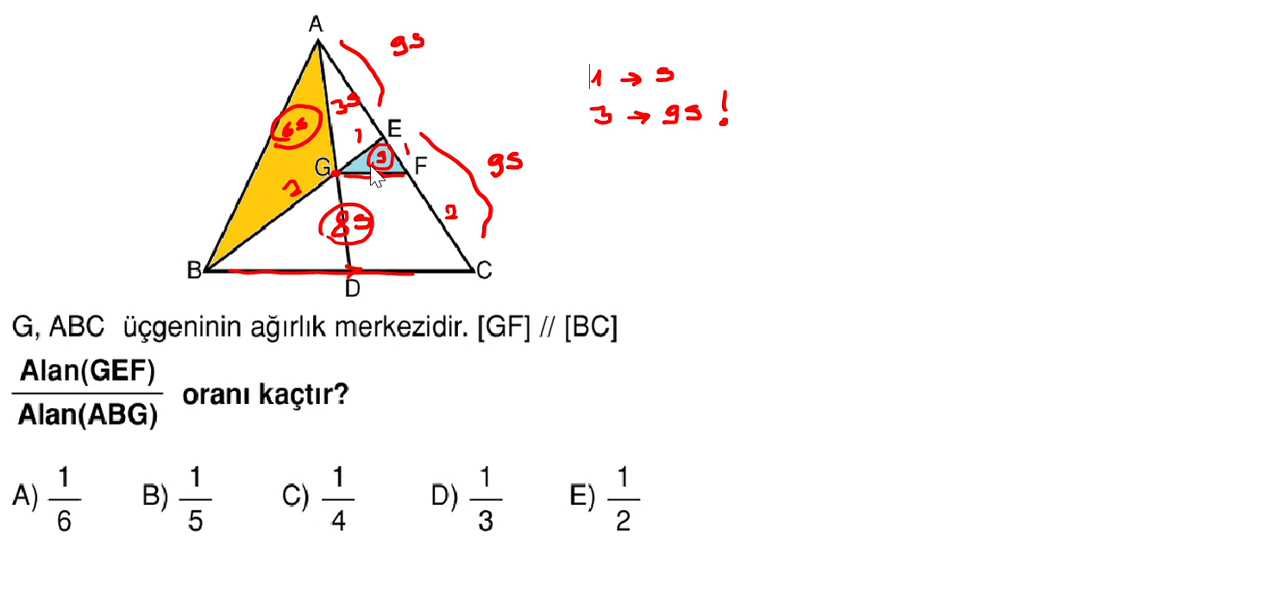 A
9S
1 → S
3 → 9S !
3S
6S
E
1
1
S
G
F
9S
2
2
8S
B
C
D
G, ABC üçgeninin ağırlık merkezidir. [GF] // [BC]
Alan(GEF)
Alan(ABG)
oranı kaçtır?
A) 1/6 B) 1/5 C) 1/4 D) 1/3 E) 1/2